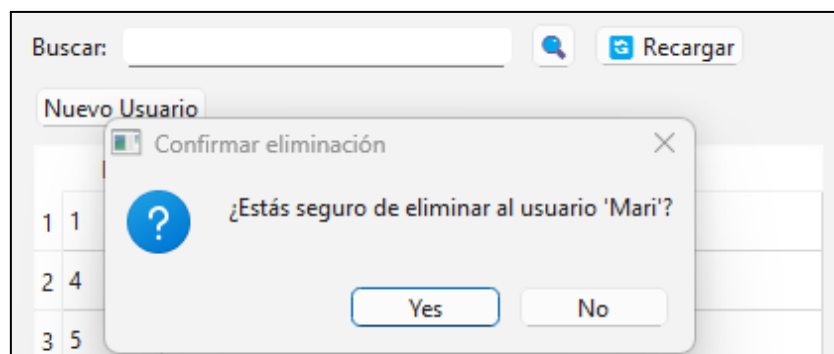 Buscar:
Recargar
Nuevo Usuario
Confirmar eliminación
¿Estás seguro de eliminar al usuario 'Mari'?
1 1
2 4
Yes No
3 5